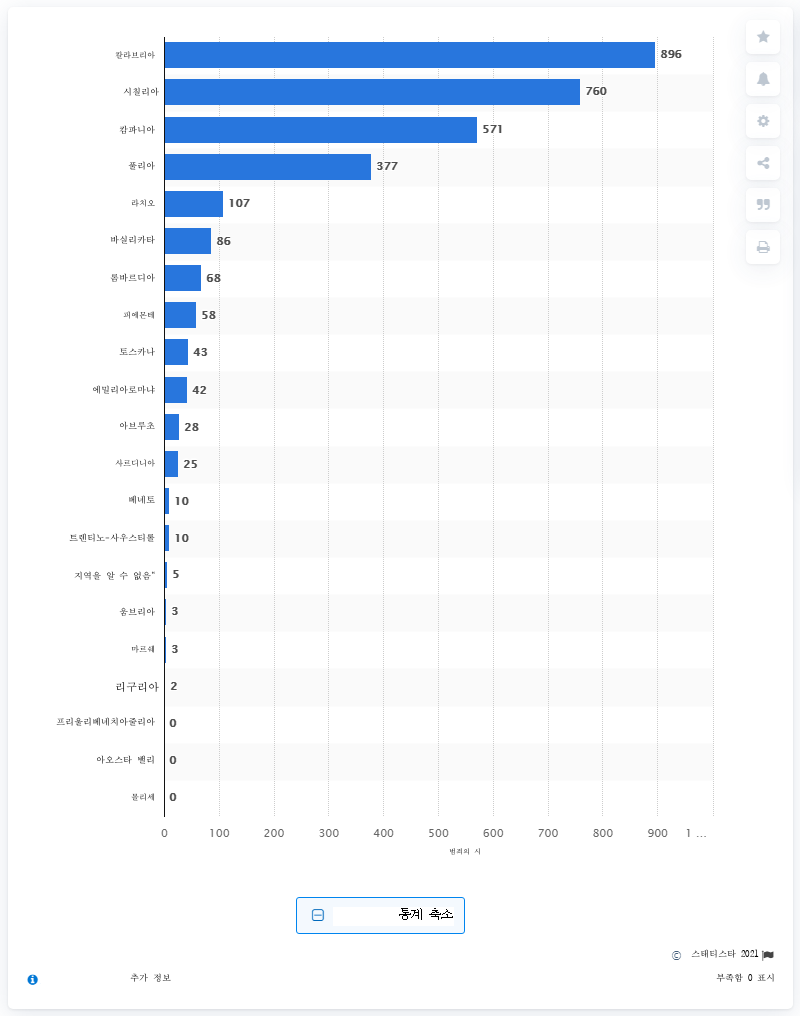 칼라브리아 896
시칠리아 760
캄파니아 571
풀리아 377
라치오 107
바실리카타 86
롬바르디아 68
피에몬테 58
토스카나 43
에밀리아로마냐 42
아브루초 28
사르디니아 25
베네토 10
트렌티노-사우스티롤 10
지역을 알 수 없음" 5
움브리아 3
마르쉐 3
리구리아 2
프리울리베네치아줄리아 0
아오스타 밸리 0
몰리세 0
0 100 200 300 400 500 600 700 800 900 1 ...
범죄의 시
통계 축소
© 스태티스타 2021
추가 정보 부족함 0 표시